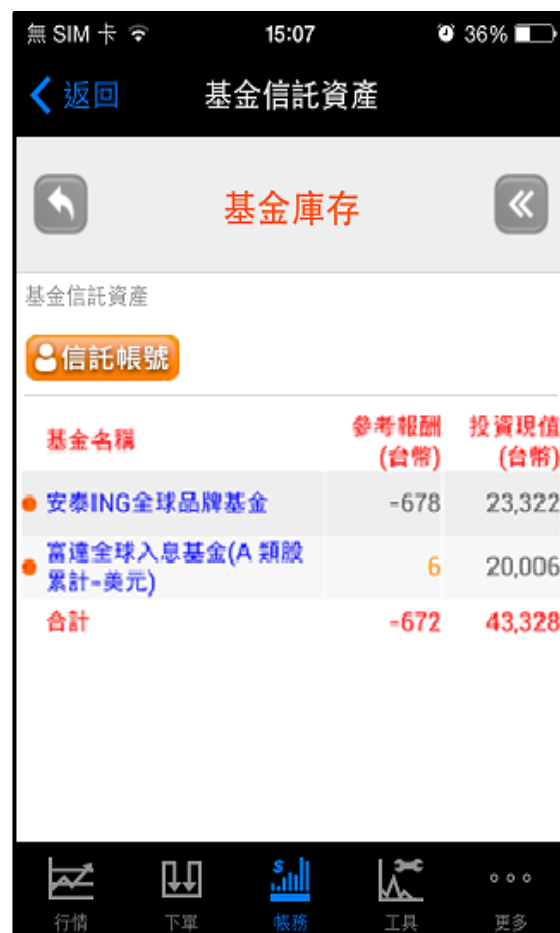 無 SIM 卡 15:07 36%
返回 基金信託資產
基金庫存
基金信託資產
信託帳號
基金名稱 參考報酬 投資現值
(台幣) (台幣)
安泰ING全球品牌基金 -678 23,322
富達全球入息基金(A 類股
累計-美元) 6 20,006
合計 -672 43,328
行情 下單 帳務 工具 更多